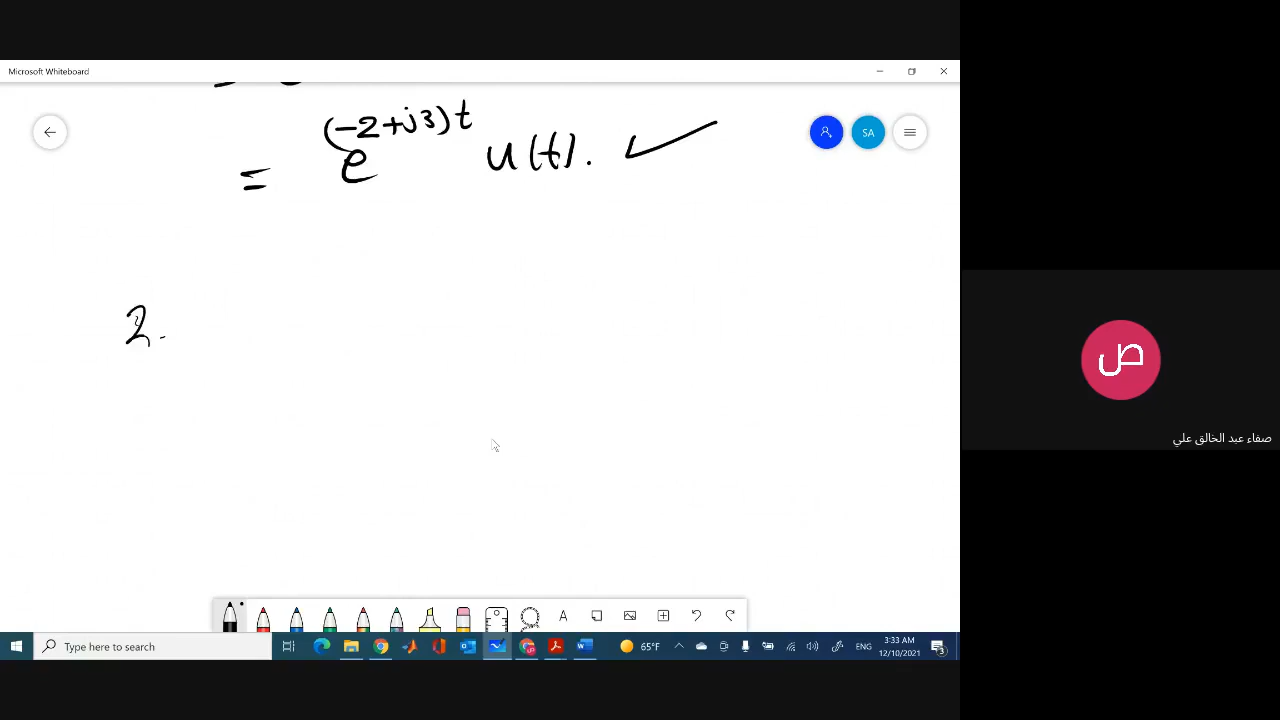 Microsoft Whiteboard
SA
= e^{(-2+j3)t} u(t). ✓
2.
ص
صفاء عبد الخالق علي
A
Type here to search
65°F
ENG
3:33 AM
12/10/2021
3